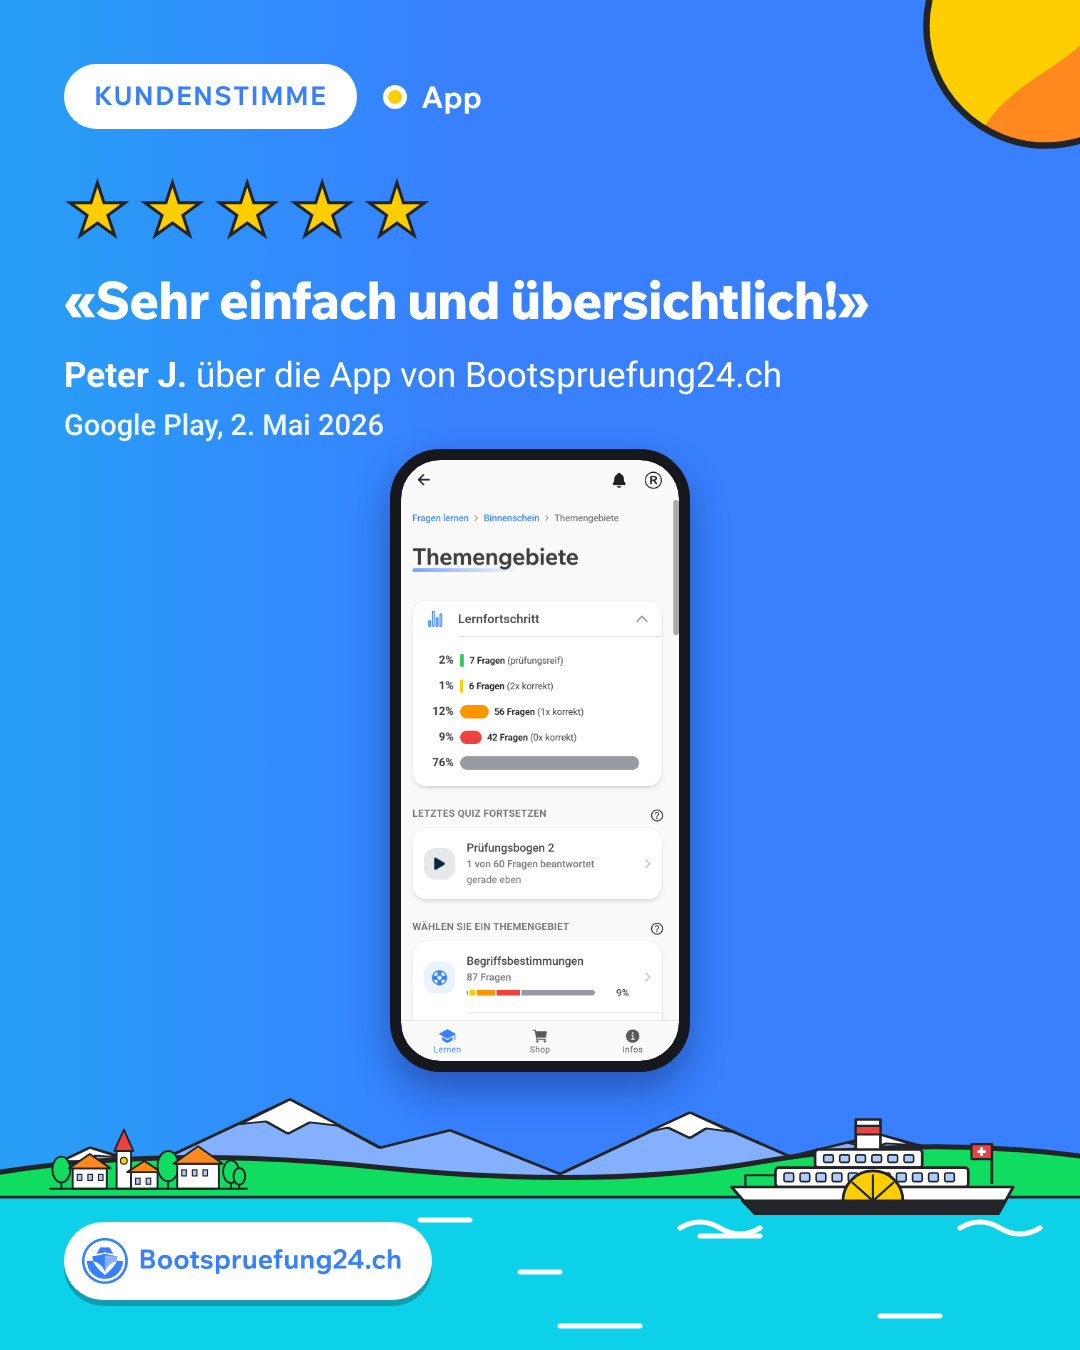 KUNDENSTIMME
App
«Sehr einfach und übersichtlich!»
Peter J. über die App von Bootspruefung24.ch
Google Play, 2. Mai 2026
R
Fragen lernen > Binnenschein > Themengebiete
Themengebiete
Lernfortschritt
2% 7 Fragen (prüfungsreif)
1% 6 Fragen (2x korrekt)
12% 56 Fragen (1x korrekt)
9% 42 Fragen (0x korrekt)
76%
LETZTES QUIZ FORTSETZEN
Prüfungsbogen 2
1 von 60 Fragen beantwortet
gerade eben
WÄHLEN SIE EIN THEMENGEBIET
Begriffsbestimmungen
87 Fragen
9%
Lernen Shop Infos
Bootspruefung24.ch